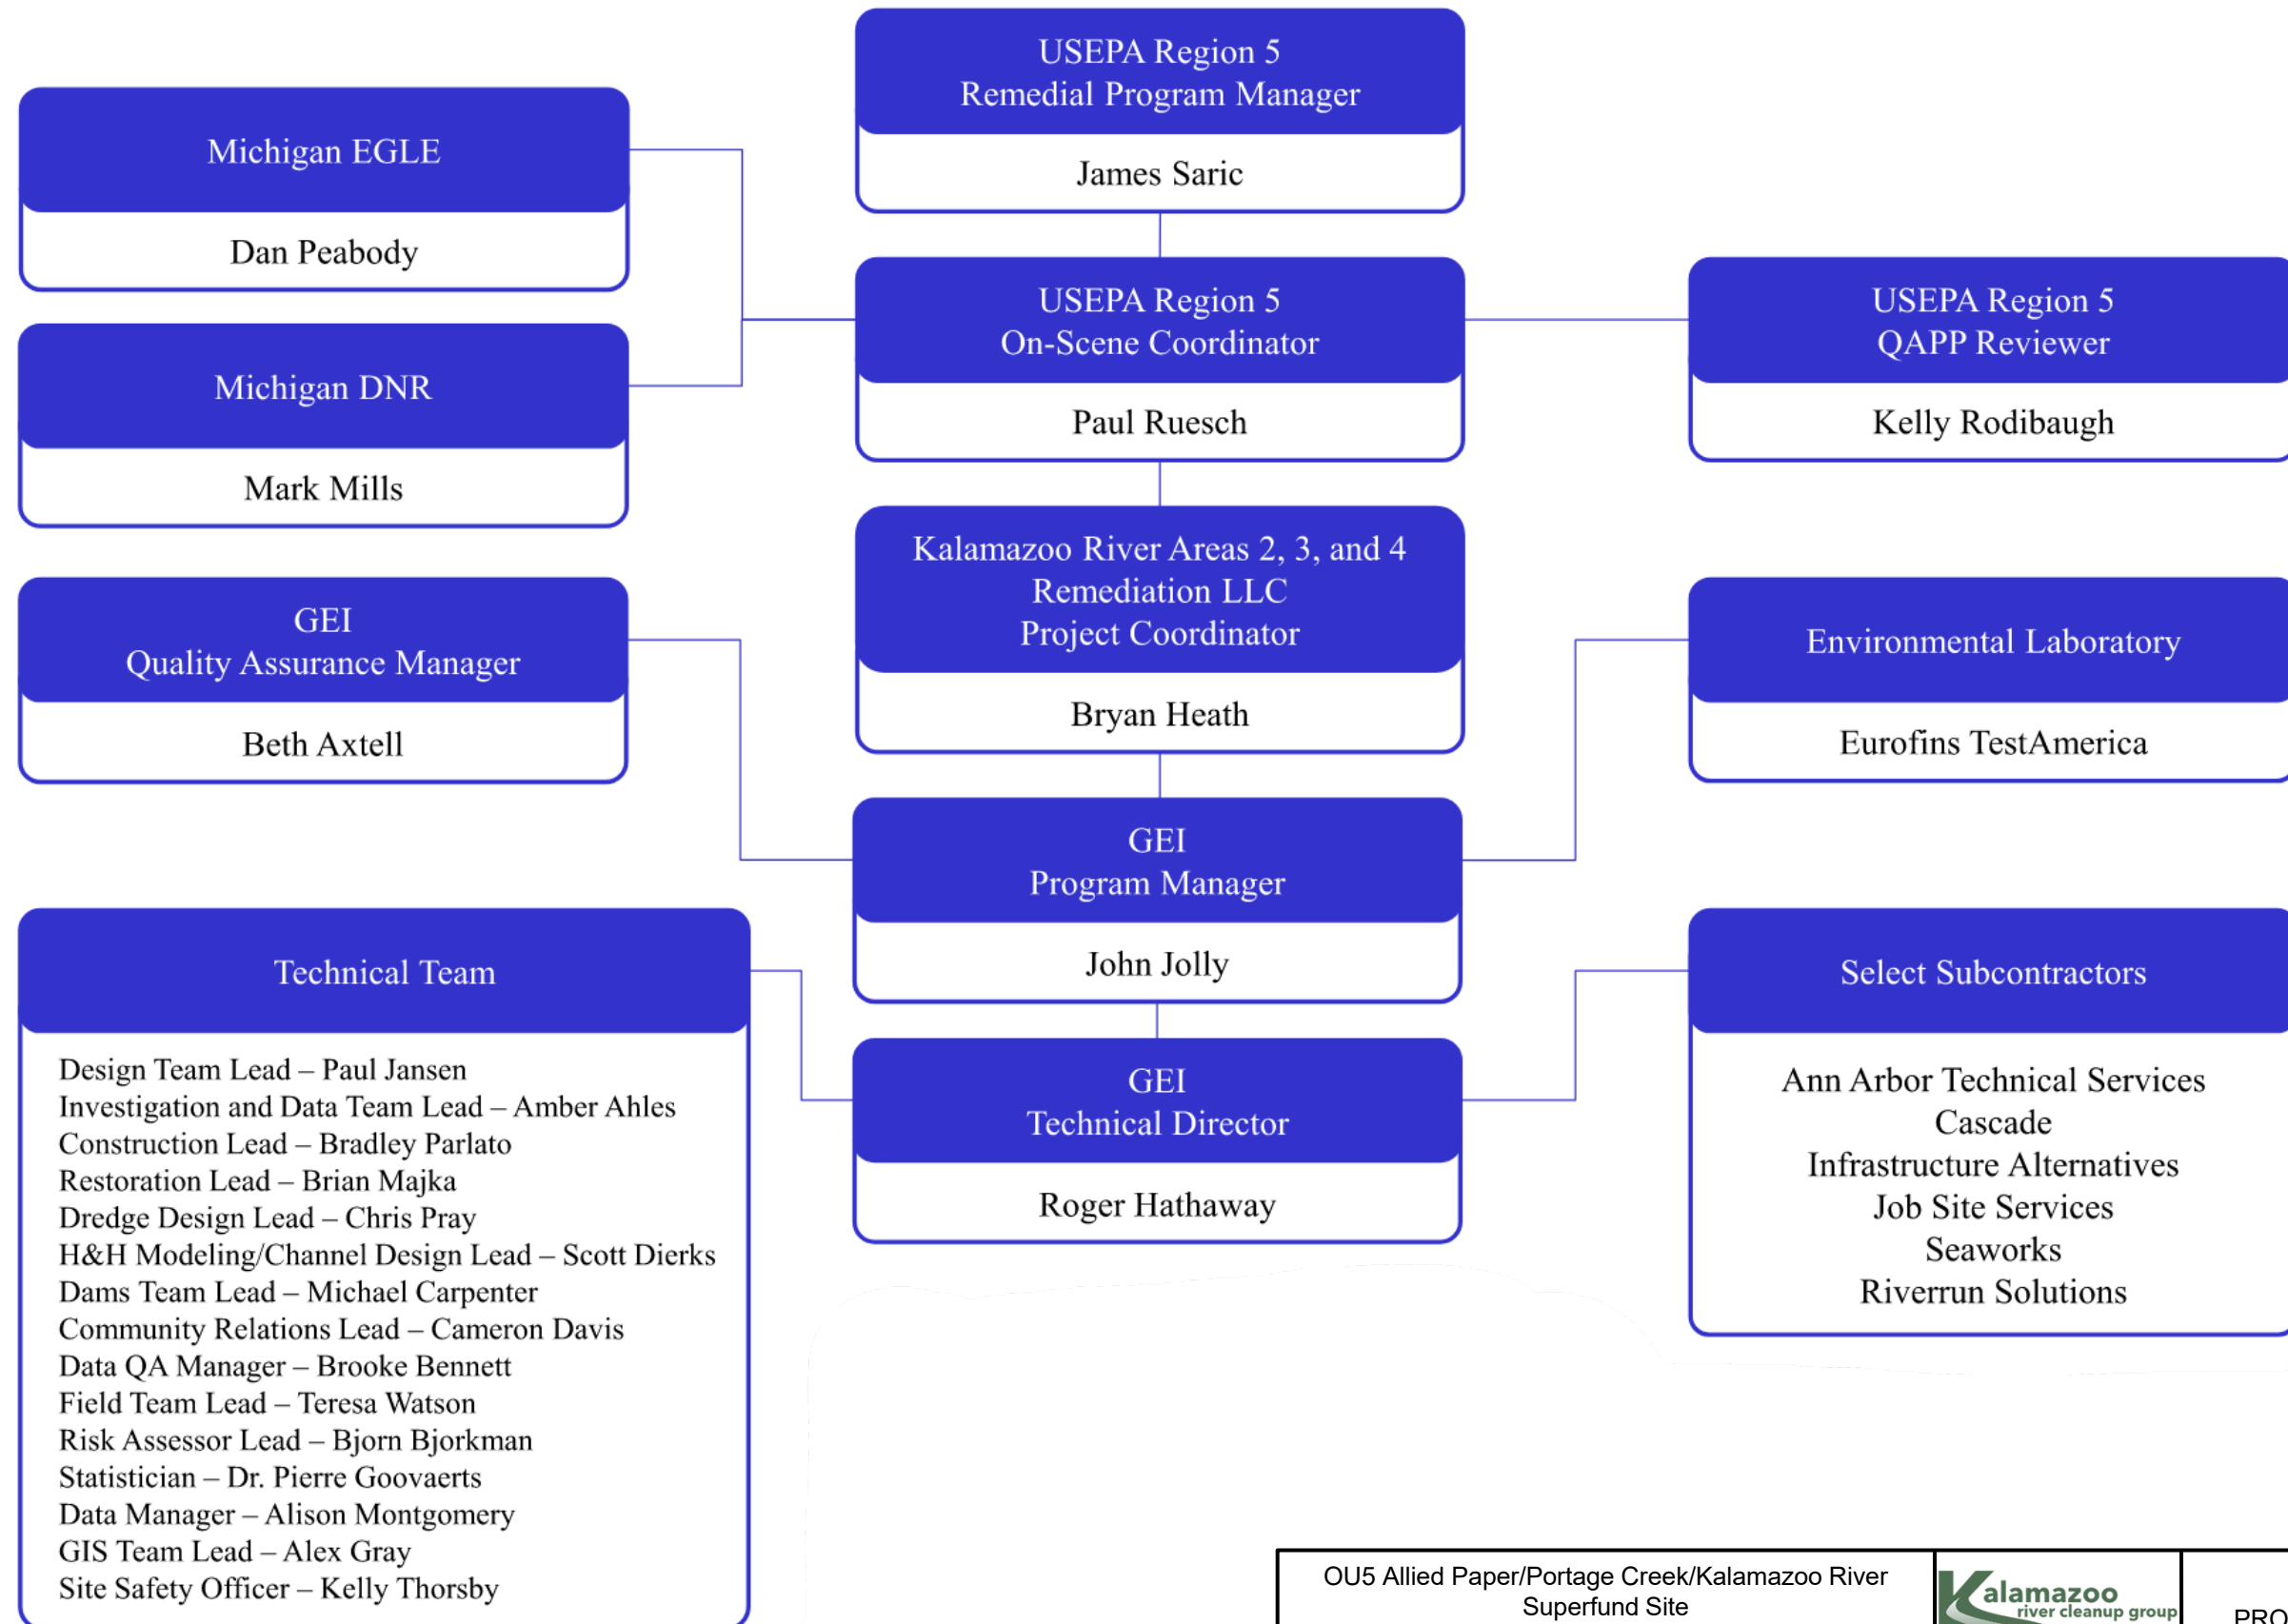 USEPA Region 5
Remedial Program Manager
James Saric
Michigan EGLE
Dan Peabody
USEPA Region 5
On-Scene Coordinator
Paul Ruesch
USEPA Region 5
QAPP Reviewer
Kelly Rodibaugh
Michigan DNR
Mark Mills
Kalamazoo River Areas 2, 3, and 4
Remediation LLC
Project Coordinator
Bryan Heath
GEI
Quality Assurance Manager
Beth Axtell
Environmental Laboratory
Eurofins TestAmerica
GEI
Program Manager
John Jolly
Technical Team
Design Team Lead – Paul Jansen
Investigation and Data Team Lead – Amber Ahles
Construction Lead – Bradley Parlato
Restoration Lead – Brian Majka
Dredge Design Lead – Chris Pray
H&H Modeling/Channel Design Lead – Scott Dierks
Dams Team Lead – Michael Carpenter
Community Relations Lead – Cameron Davis
Data QA Manager – Brooke Bennett
Field Team Lead – Teresa Watson
Risk Assessor Lead – Bjorn Bjorkman
Statistician – Dr. Pierre Goovaerts
Data Manager – Alison Montgomery
GIS Team Lead – Alex Gray
Site Safety Officer – Kelly Thorsby
GEI
Technical Director
Roger Hathaway
Select Subcontractors
Ann Arbor Technical Services
Cascade
Infrastructure Alternatives
Job Site Services
Seaworks
Riverrun Solutions
OU5 Allied Paper/Portage Creek/Kalamazoo River
Superfund Site
Kalamazoo
river cleanup group